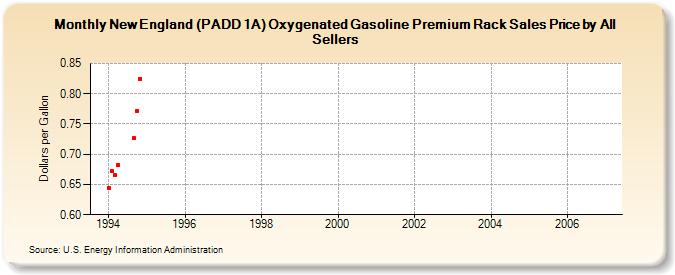 Monthly New England (PADD 1A) Oxygenated Gasoline Premium Rack Sales Price by All
Sellers
Dollars per Gallon
0.85
0.80
0.75
0.70
0.65
0.60
1994 1996 1998 2000 2002 2004 2006
Source: U.S. Energy Information Administration